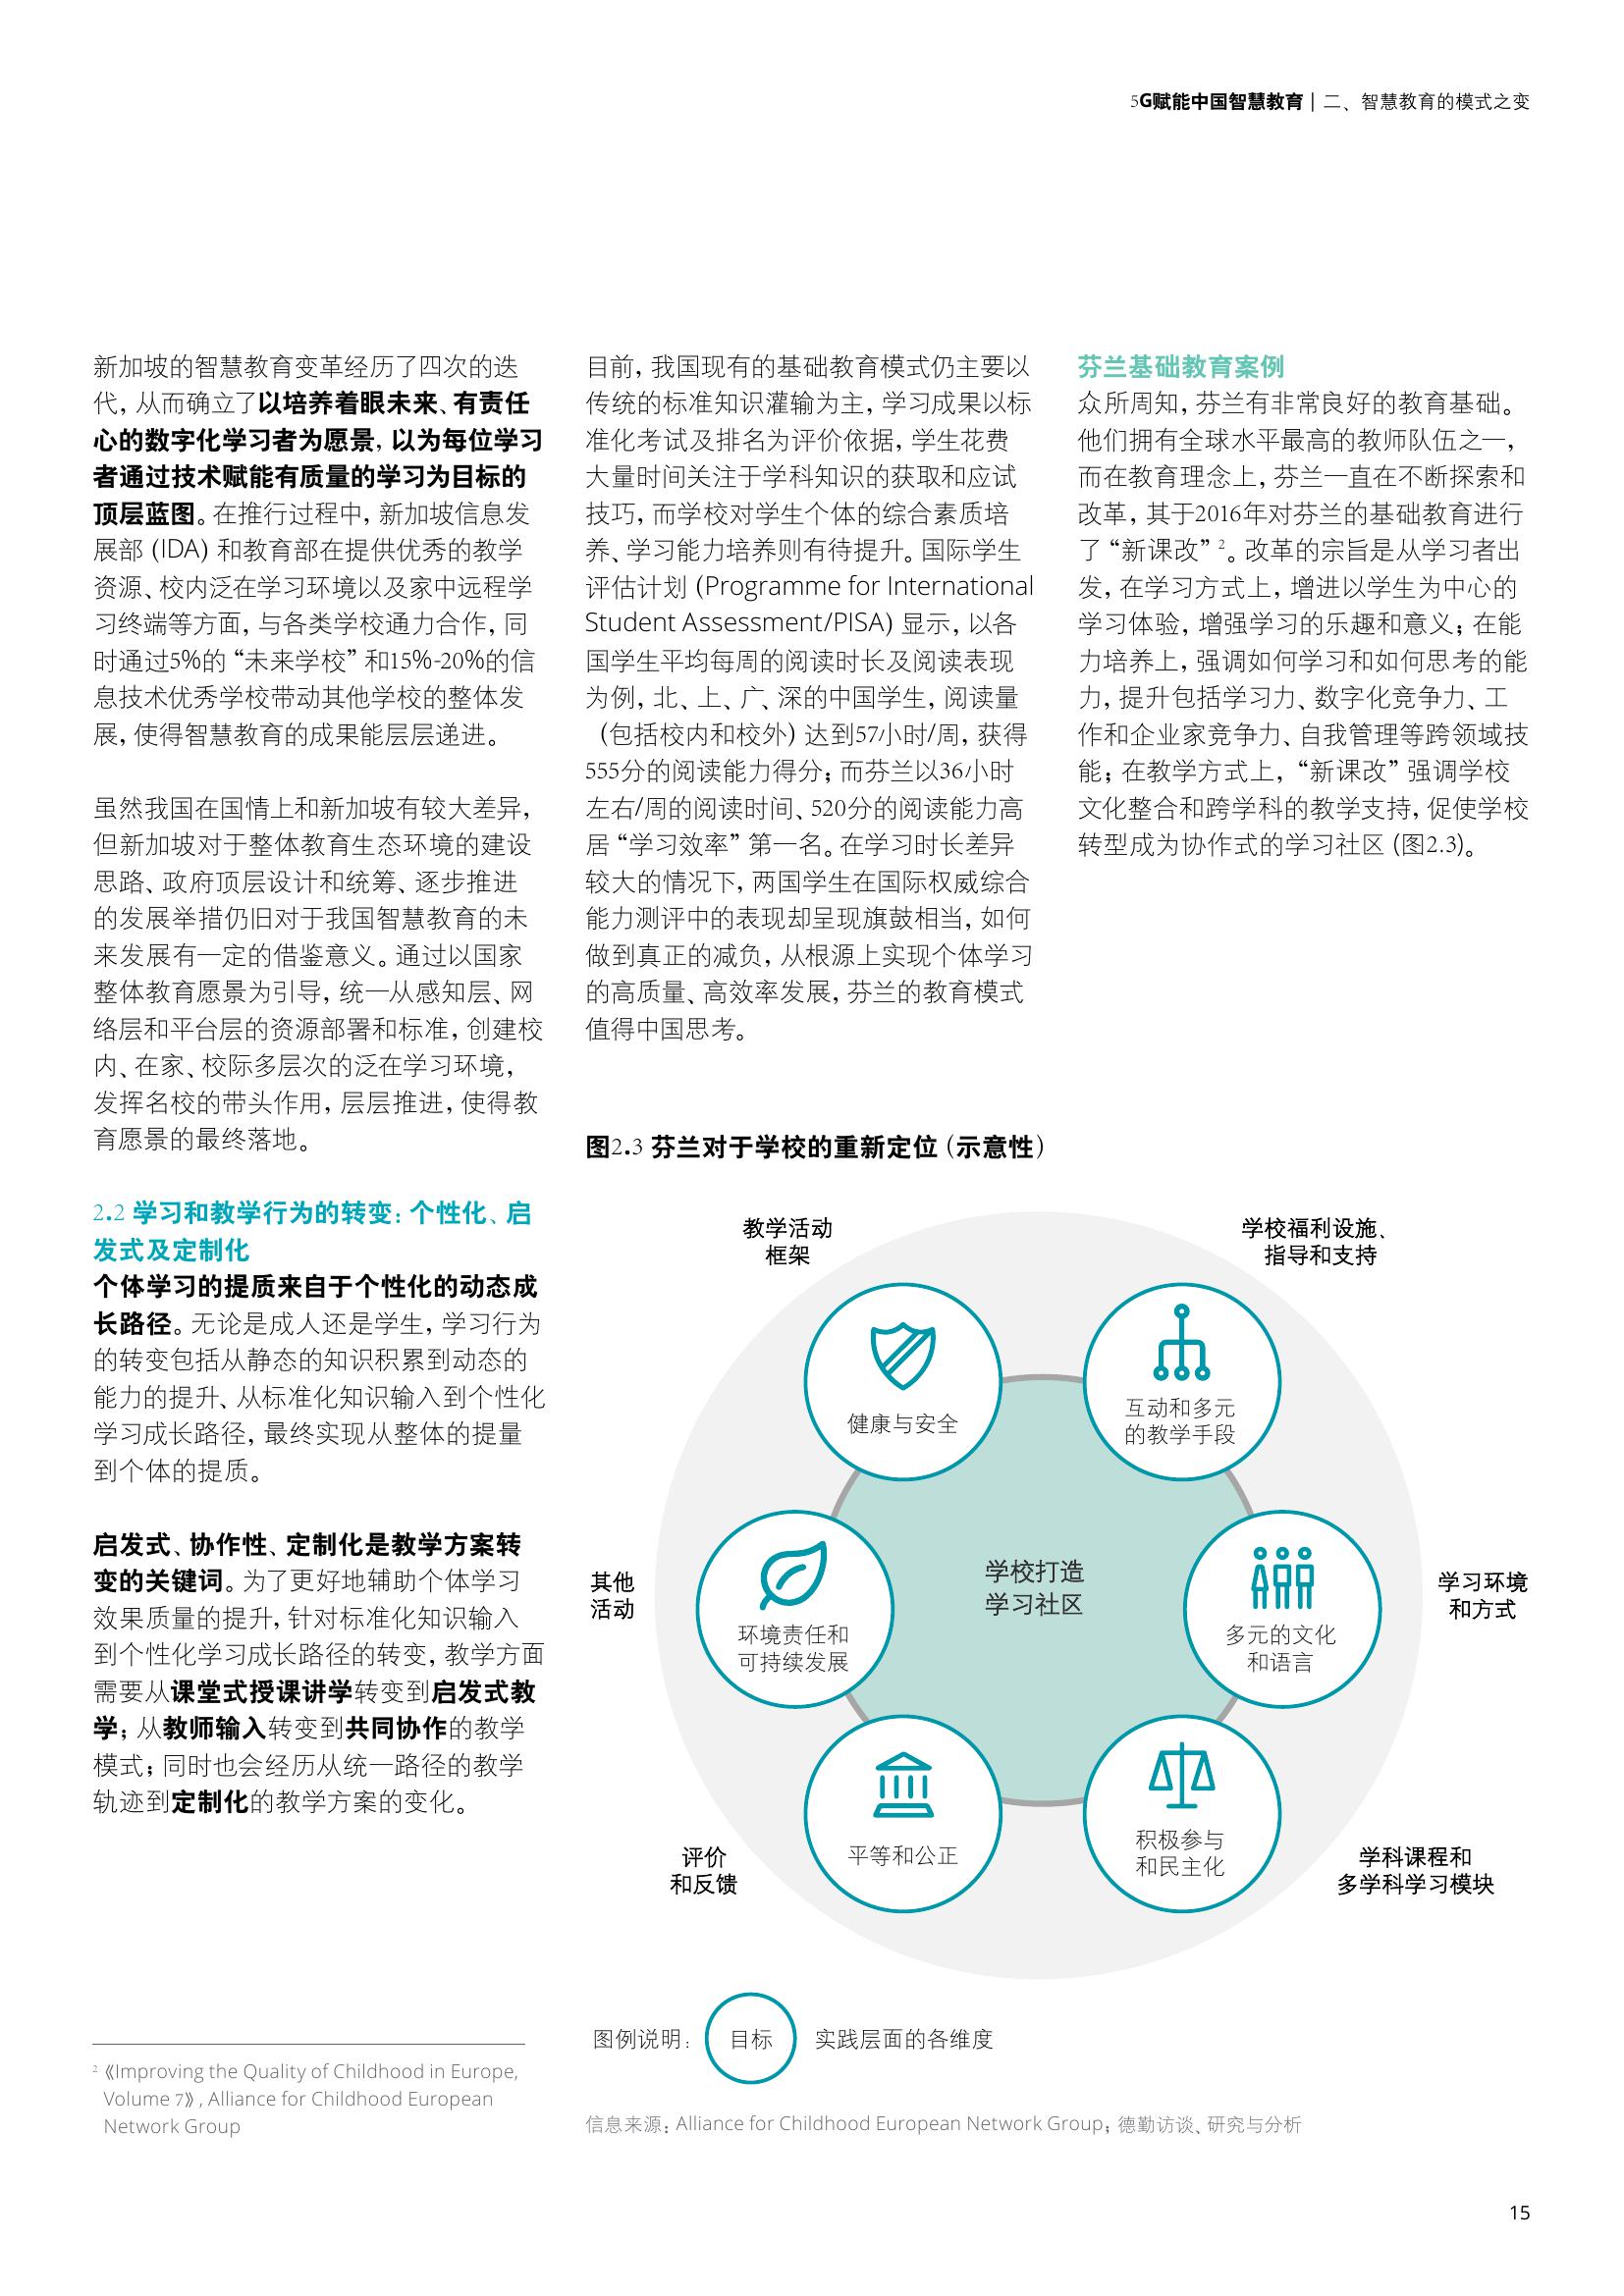 5G赋能中国智慧教育 | 二、智慧教育的模式之变
新加坡的智慧教育变革经历了四次的迭
代，从而确立了以培养着眼未来、有责任
心的数字化学习者为愿景，以为每位学习
者通过技术赋能有质量的学习为目标的
顶层蓝图。在推行过程中，新加坡信息发
展部（IDA）和教育部在提供优秀的教学
资源、校内泛在学习环境以及家中远程学
习终端等方面，与各类学校通力合作，同
时通过5%的“未来学校”和15%-20%的信
息技术优秀学校带动其他学校的整体发
展，使得智慧教育的成果能层层递进。
虽然我国在国情上和新加坡有较大差异，
但新加坡对于整体教育生态环境的建设
思路、政府顶层设计和统筹、逐步推进
的发展举措仍旧对于我国智慧教育的未
来发展有一定的借鉴意义。通过以国家
整体教育愿景为引导，统一从感知层、网
络层和平台层的资源部署和标准，创建校
内、在家、校际多层次的泛在学习环境，
发挥名校的带头作用，层层推进，使得教
育愿景的最终落地。
2.2 学习和教学行为的转变：个性化、启
发式及定制化
个体学习的提质来自于个性化的动态成
长路径。无论是成人还是学生，学习行为
的转变包括从静态的知识积累到动态的
能力的提升、从标准化知识输入到个性化
学习成长路径，最终实现从整体的提量
到个体的提质。
启发式、协作性、定制化是教学方案转
变的关键词。为了更好地辅助个体学习
效果质量的提升，针对标准化知识输入
到个性化学习成长路径的转变，教学方面
需要从课堂式授课讲学转变到启发式教
学；从教师输入转变到共同协作的教学
模式；同时也会经历从统一路径的教学
轨迹到定制化的教学方案的变化。
2 《Improving the Quality of Childhood in Europe,
Volume 7》, Alliance for Childhood European
Network Group
目前，我国现有的基础教育模式仍主要以
传统的标准知识灌输为主，学习成果以标
准化考试及排名为评价依据，学生花费
大量时间关注于学科知识的获取和应试
技巧，而学校对学生个体的综合素质培
养、学习能力培养则有待提升。国际学生
评估计划（Programme for International
Student Assessment/PISA）显示，以各
国学生平均每周的阅读时长及阅读表现
为例，北、上、广、深的中国学生，阅读量
（包括校内和校外）达到57小时/周，获得
555分的阅读能力得分；而芬兰以36小时
左右/周的阅读时间、520分的阅读能力高
居“学习效率”第一名。在学习时长差异
较大的情况下，两国学生在国际权威综合
能力测评中的表现却呈现旗鼓相当，如何
做到真正的减负，从根源上实现个体学习
的高质量、高效率发展，芬兰的教育模式
值得中国思考。
芬兰基础教育案例
众所周知，芬兰有非常良好的教育基础。
他们拥有全球水平最高的教师队伍之一，
而在教育理念上，芬兰一直在不断探索和
改革，其于2016年对芬兰的基础教育进行
了“新课改”2。改革的宗旨是从学习者出
发，在学习方式上，增进以学生为中心的
学习体验，增强学习的乐趣和意义；在能
力培养上，强调如何学习和如何思考的能
力，提升包括学习力、数字化竞争力、工
作和企业家竞争力、自我管理等跨领域技
能；在教学方式上，“新课改”强调学校
文化整合和跨学科的教学支持，促使学校
转型成为协作式的学习社区（图2.3）。
图2.3 芬兰对于学校的重新定位（示意性）
教学活动
框架
学校福利设施、
指导和支持
健康与安全
互动和多元
的教学手段
其他
活动
环境责任和
可持续发展
学校打造
学习社区
多元的文化
和语言
学习环境
和方式
评价
和反馈
平等和公正
积极参与
和民主化
学科课程和
多学科学习模块
图例说明：
目标
实践层面的各维度
信息来源：Alliance for Childhood European Network Group；德勤访谈、研究与分析
15